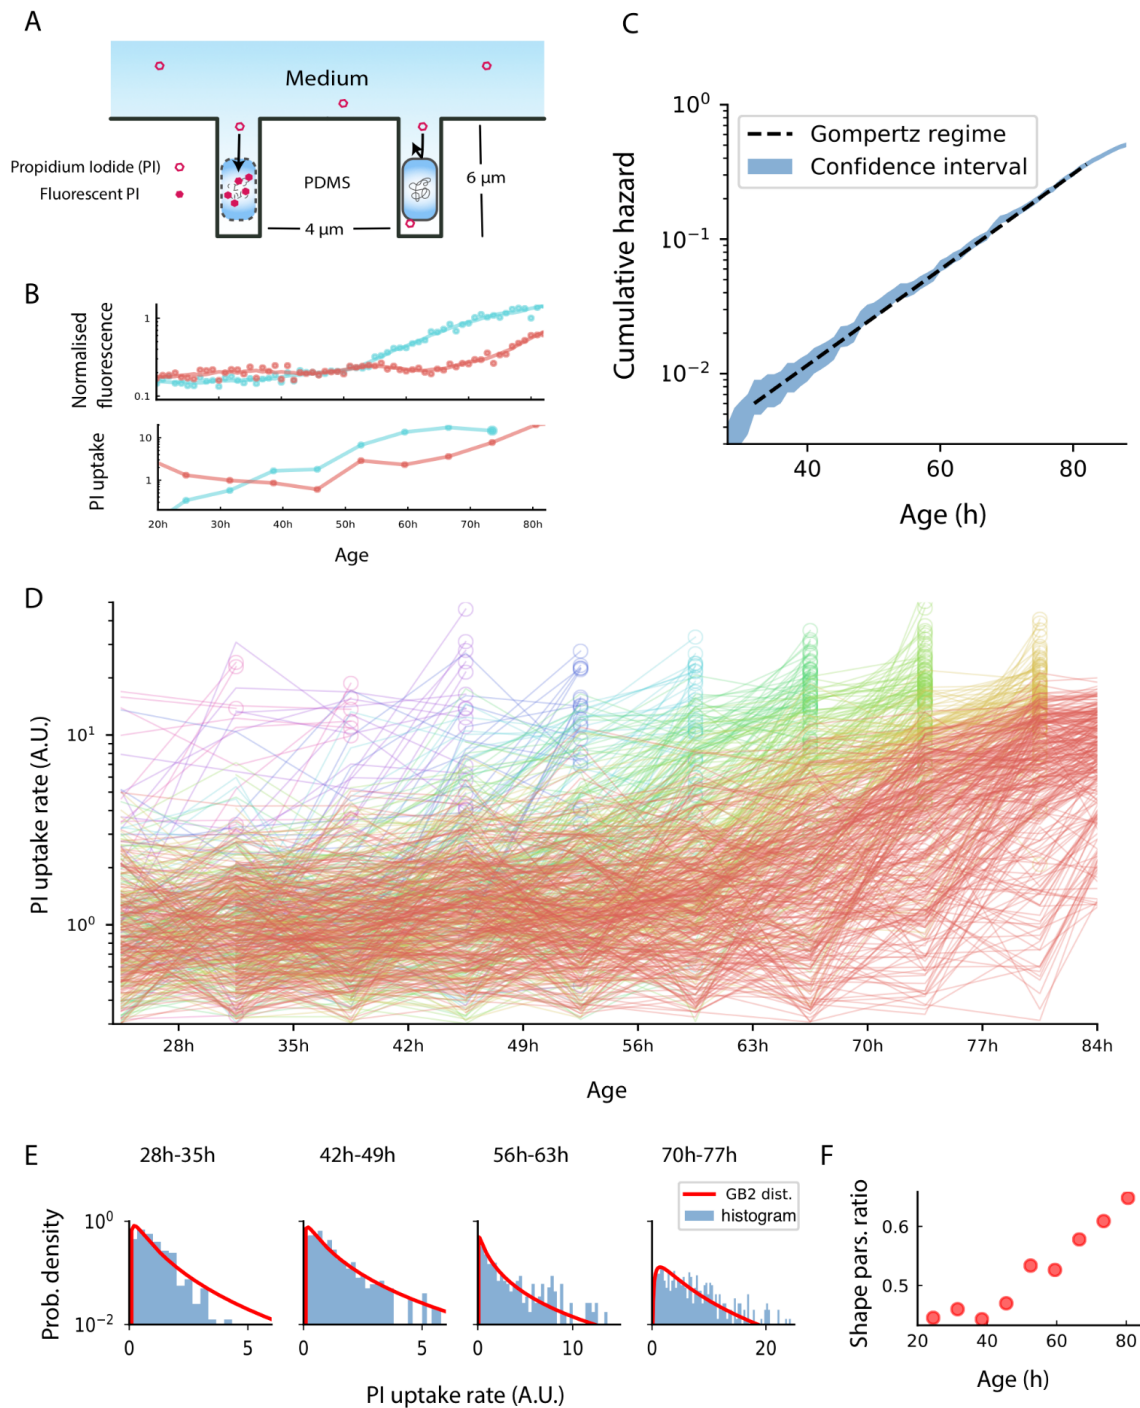 A
Medium
Propidium Iodide (PI)
Fluorescent PI
PDMS
6 µm
4 µm
B
Normalised
fluorescence
1
0.1
PI uptake
10
1
20h 30h 40h 50h 60h 70h 80h
Age
C
Cumulative hazard
10⁰
10⁻¹
10⁻²
Gompertz regime
Confidence interval
40 60 80
Age (h)
D
PI uptake rate (A.U.)
10¹
10⁰
28h 35h 42h 49h 56h 63h 70h 77h 84h
Age
E
28h-35h 42h-49h 56h-63h 70h-77h
GB2 dist.
histogram
Prob. density
10⁰
10⁻²
0 5 0 5 0 10 0 20
PI uptake rate (A.U.)
F
Shape pars. ratio
0.6
0.5
20 40 60 80
Age (h)